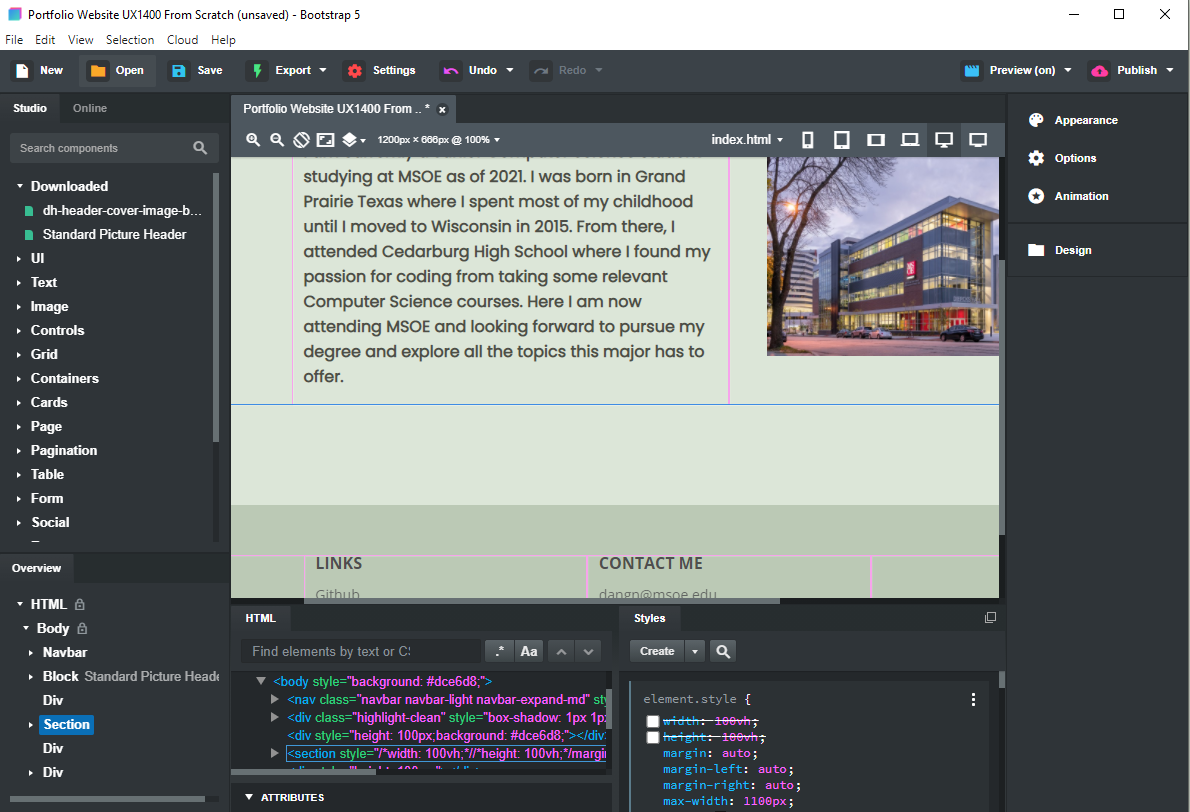 Portfolio Website UX1400 From Scratch (unsaved) - Bootstrap 5
File Edit View Selection Cloud Help
New Open Save Export Settings Undo Redo Preview (on) Publish
Studio Online
Search components
Downloaded
dh-header-cover-image-b...
Standard Picture Header
UI
Text
Image
Controls
Grid
Containers
Cards
Page
Pagination
Table
Form
Social
Overview
HTML
Body
Navbar
Block Standard Picture Heade
Div
Section
Div
Div
Portfolio Website UX1400 From .. *
1200px × 666px @ 100%
index.html
studying at MSOE as of 2021. I was born in Grand
Prairie Texas where I spent most of my childhood
until I moved to Wisconsin in 2015. From there, I
attended Cedarburg High School where I found my
passion for coding from taking some relevant
Computer Science courses. Here I am now
attending MSOE and looking forward to pursue my
degree and explore all the topics this major has to
offer.
LINKS
Github
CONTACT ME
dangn@msoe.edu
HTML
Find elements by text or CS
.* Aa
<body style="background: #dce6d8;">
<nav class="navbar navbar-light navbar-expand-md" sty
<div class="highlight-clean" style="box-shadow: 1px 1px
<div style="height: 100px;background: #dce6d8;"></div>
<section style="/*width: 100vh;*//*height: 100vh;*/margin
ATTRIBUTES
Styles
Create
element.style {
width: 100vh;
height: 100vh;
margin: auto;
margin-left: auto;
margin-right: auto;
max-width: 1100px;
Appearance
Options
Animation
Design